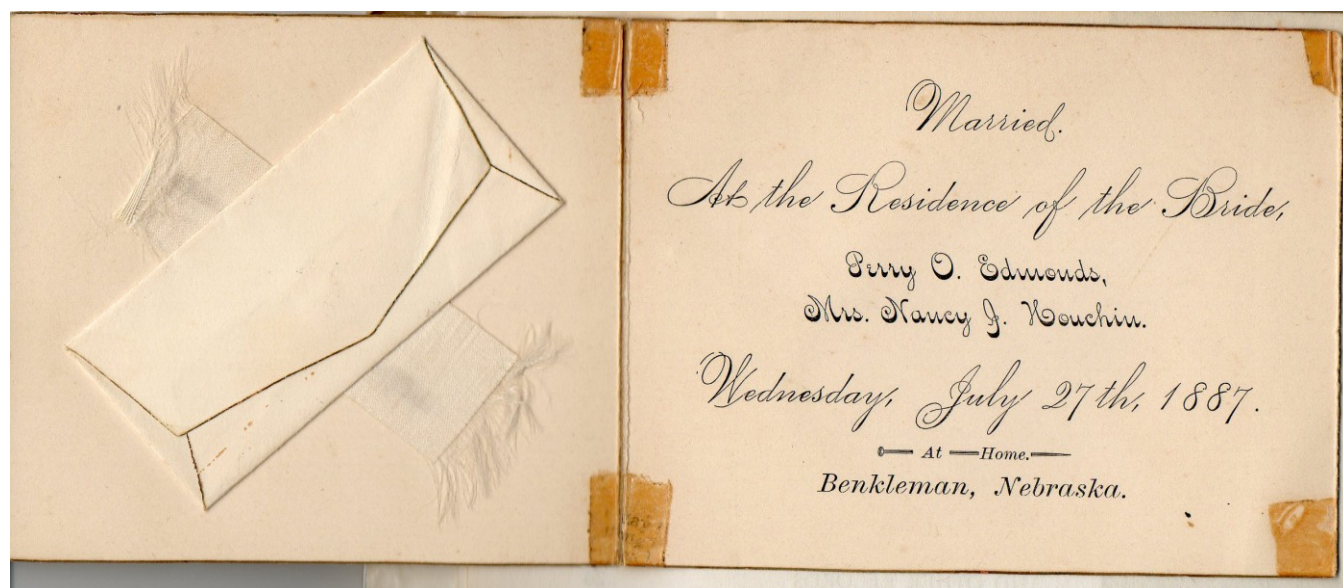 Married.
At the Residence of the Bride,
Perry O. Edmonds,
Mrs. Nancy J. Houchin.
Wednesday, July 27th, 1887.
At Home.
Benkleman, Nebraska.